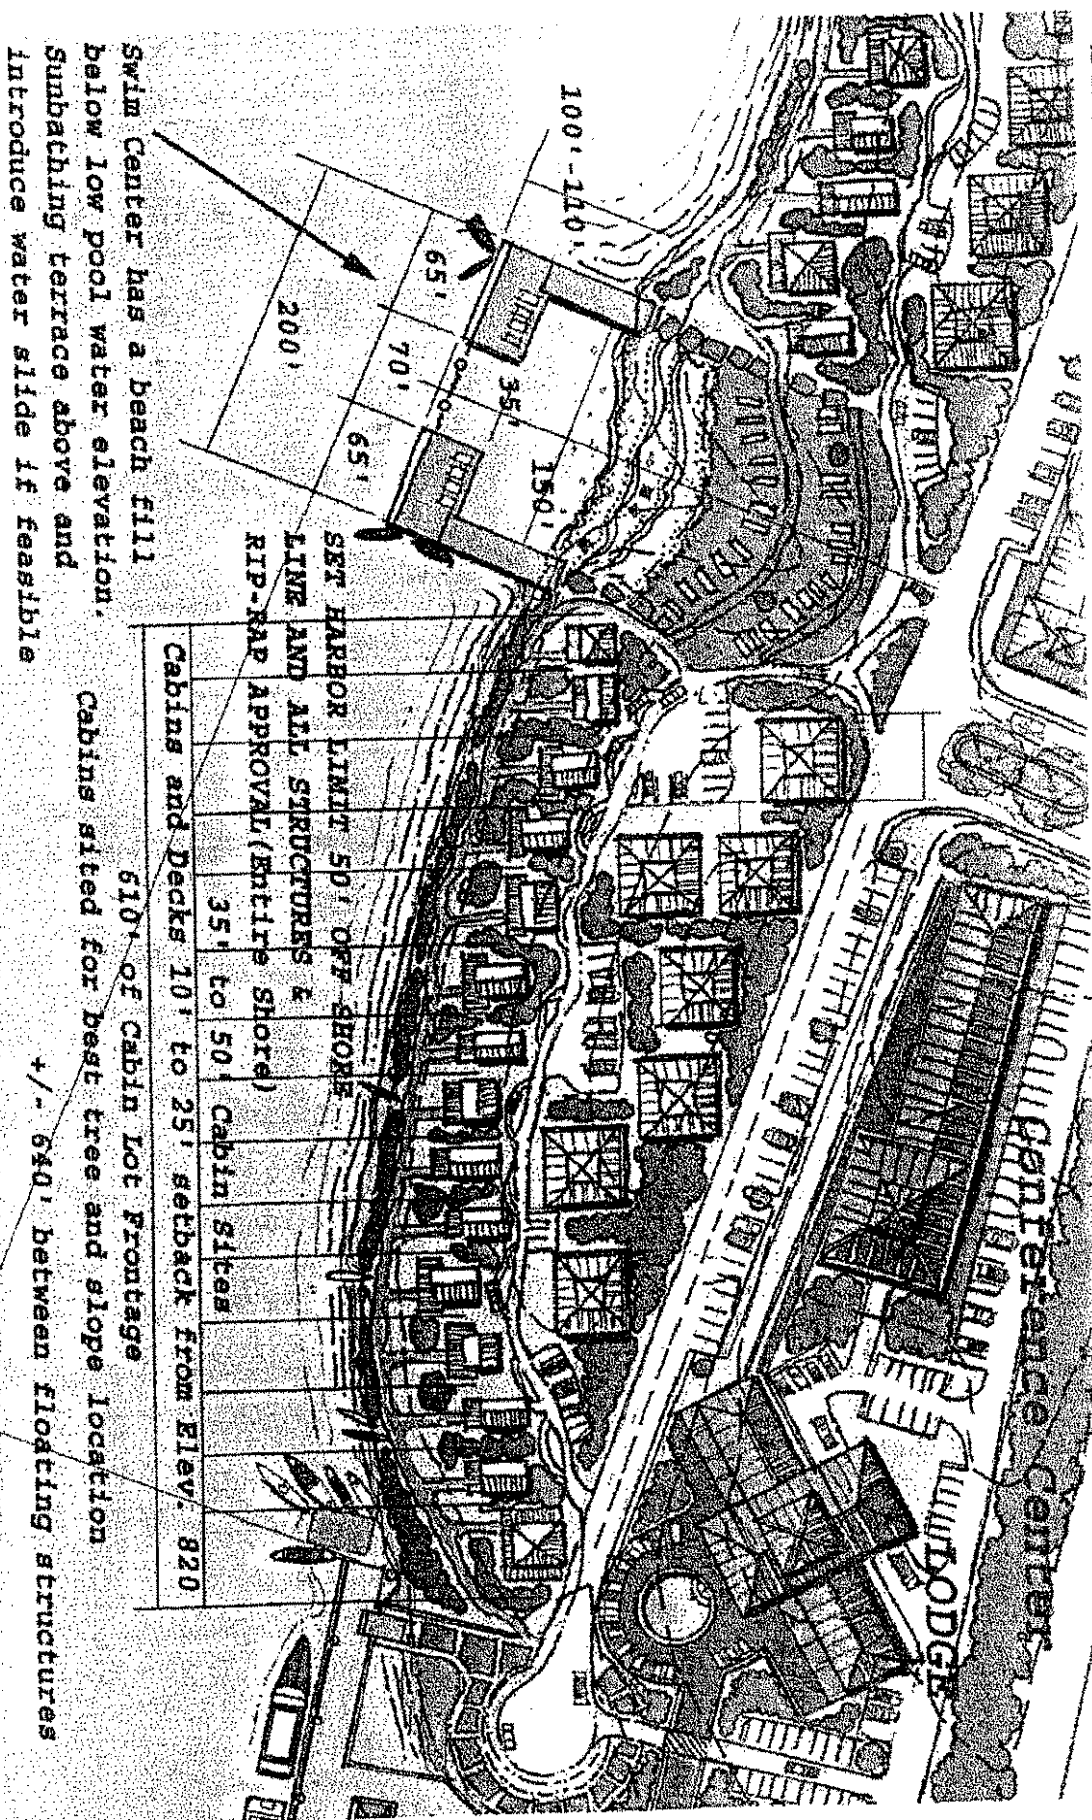 Conference Center
LODGE
100'-110'
65'
70'
65'
200'
35'
150'
SET HARBOR LIMIT 50' OFF SHORE
LINE AND ALL STRUCTURES &
RIP-RAP APPROVAL(Entire Shore)
35' to 50' Cabin Sites
Cabins and Decks 10' to 25' setback from Elev. 820
610' of Cabin Lot Frontage
Cabins sited for best tree and slope location
+/- 640' between floating structures
Swim Center has a beach fill
below low pool water elevation.
Sunbathing terrace above and
introduce water slide if feasible